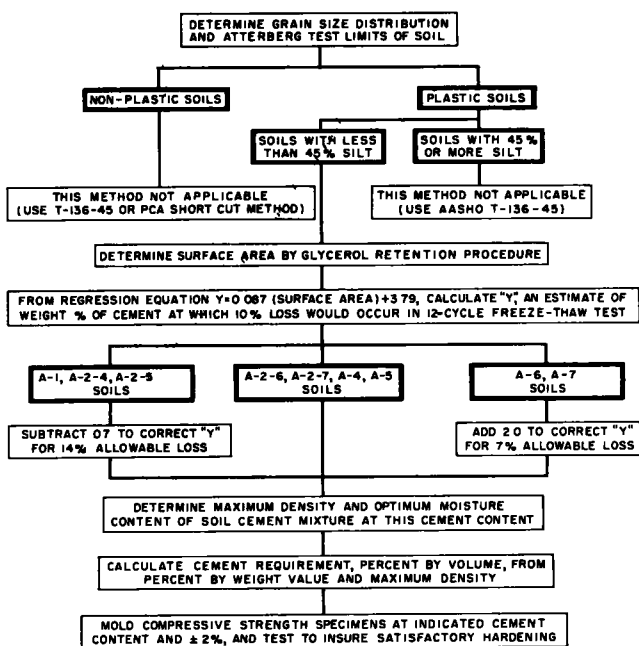 DETERMINE GRAIN SIZE DISTRIBUTION
AND ATTERBERG TEST LIMITS OF SOIL
NON-PLASTIC SOILS
PLASTIC SOILS
SOILS WITH LESS
THAN 45% SILT
SOILS WITH 45%
OR MORE SILT
THIS METHOD NOT APPLICABLE
(USE T-136-45 OR PCA SHORT CUT METHOD)
THIS METHOD NOT APPLICABLE
(USE AASHO T-136-45)
DETERMINE SURFACE AREA BY GLYCEROL RETENTION PROCEDURE
FROM REGRESSION EQUATION Y=0 087 (SURFACE AREA)+3 79, CALCULATE "Y", AN ESTIMATE OF
WEIGHT % OF CEMENT AT WHICH 10% LOSS WOULD OCCUR IN 12-CYCLE FREEZE-THAW TEST
A-1, A-2-4, A-2-5
SOILS
A-2-6, A-2-7, A-4, A-5
SOILS
A-6, A-7
SOILS
SUBTRACT 0 7 TO CORRECT "Y"
FOR 14% ALLOWABLE LOSS
ADD 2 0 TO CORRECT "Y"
FOR 7% ALLOWABLE LOSS
DETERMINE MAXIMUM DENSITY AND OPTIMUM MOISTURE
CONTENT OF SOIL CEMENT MIXTURE AT THIS CEMENT CONTENT
CALCULATE CEMENT REQUIREMENT, PERCENT BY VOLUME, FROM
PERCENT BY WEIGHT VALUE AND MAXIMUM DENSITY
MOLD COMPRESSIVE STRENGTH SPECIMENS AT INDICATED CEMENT
CONTENT AND ± 2%, AND TEST TO INSURE SATISFACTORY HARDENING